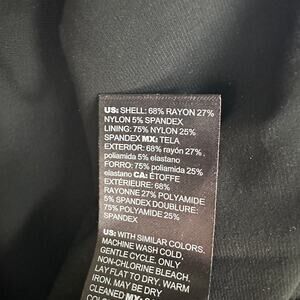 US: SHELL: 68% RAYON 27%
NYLON 5% SPANDEX
LINING: 75% NYLON 25%
SPANDEX MX: TELA
EXTERIOR: 68% rayón 27%
poliamida 5% elastano
FORRO: 75% poliamida 25%
elastano CA: ÉTOFFE
EXTÉRIEURE: 68%
RAYONNE 27% POLYAMIDE
5% SPANDEX DOUBLURE:
75% POLYAMIDE 25%
US: WITH SIMILAR COLORS.
MACHINE WASH COLD,
GENTLE CYCLE. ONLY
NON-CHLORINE BLEACH.
LAY FLAT TO DRY. WARM
IRON. MAY BE DRY
CLEANED MX: